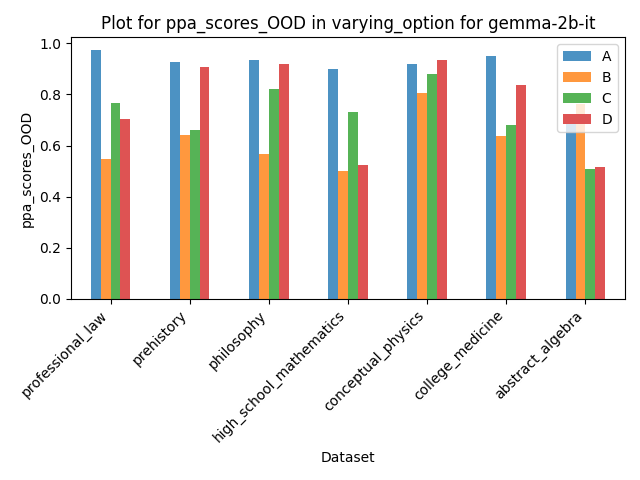 Plot for ppa_scores_OOD in varying_option for gemma-2b-it
1.0
0.8
0.6
0.4
0.2
0.0
ppa_scores_OOD
A
B
C
D
professional_law
prehistory
philosophy
high_school_mathematics
conceptual_physics
college_medicine
abstract_algebra
Dataset